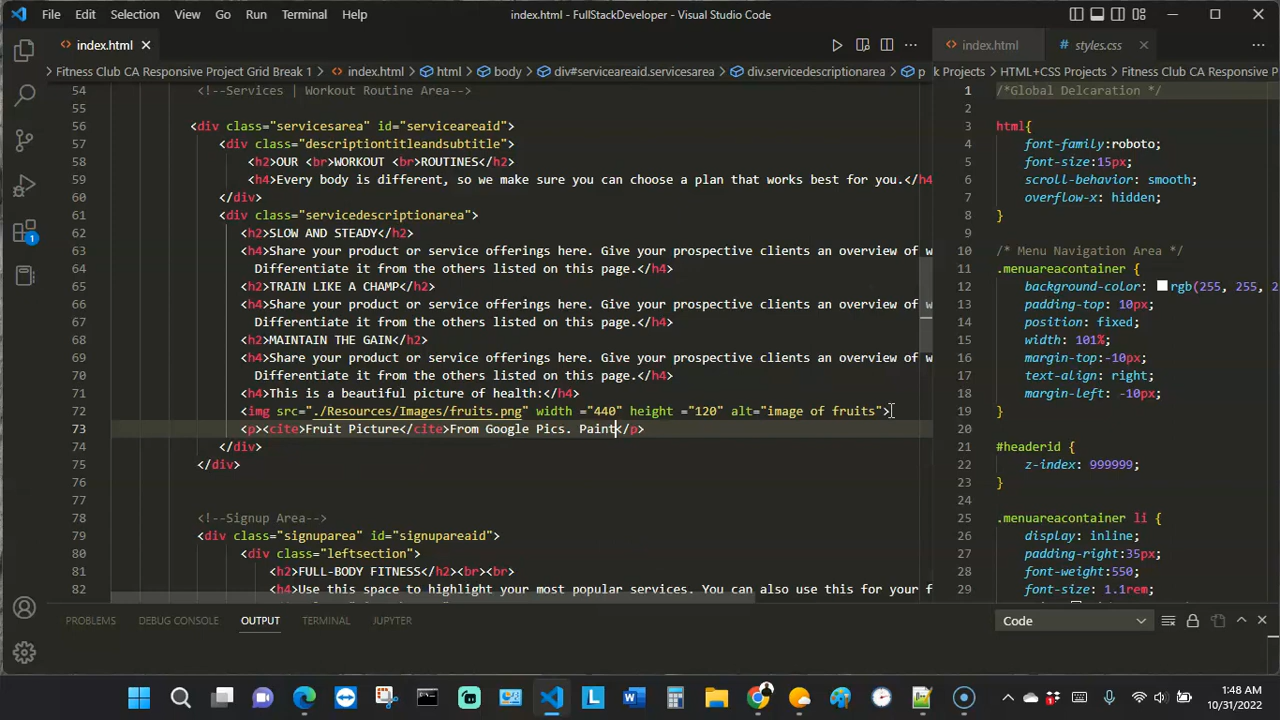 File Edit Selection View Go Run Terminal Help
index.html - FullStackDeveloper - Visual Studio Code
index.html
index.html styles.css
Fitness Club CA Responsive Project Grid Break 1 > index.html > html > body > div#serviceareaid.servicesarea > div.servicedescriptionarea > p
k Projects > HTML+CSS Projects > Fitness Club CA Responsive P
54 <!--Services | Workout Routine Area-->
55
56 <div class="servicesarea" id="serviceareaid">
57 <div class="descriptiontitleandsubtitle">
58 <h2>OUR <br>WORKOUT <br>ROUTINES</h2>
59 <h4>Every body is different, so we make sure you can choose a plan that works best for you.</h4
60 </div>
61 <div class="servicedescriptionarea">
62 <h2>SLOW AND STEADY</h2>
63 <h4>Share your product or service offerings here. Give your prospective clients an overview of w
64 Differentiate it from the others listed on this page.</h4>
65 <h2>TRAIN LIKE A CHAMP</h2>
66 <h4>Share your product or service offerings here. Give your prospective clients an overview of w
67 Differentiate it from the others listed on this page.</h4>
68 <h2>MAINTAIN THE GAIN</h2>
69 <h4>Share your product or service offerings here. Give your prospective clients an overview of w
70 Differentiate it from the others listed on this page.</h4>
71 <h4>This is a beautiful picture of health:</h4>
72 <img src="./Resources/Images/fruits.png" width ="440" height ="120" alt="image of fruits">
73 <p><cite>Fruit Picture</cite>From Google Pics. Paint</p>
74 </div>
75 </div>
76
77
78 <!--Signup Area-->
79 <div class="signuparea" id="signupareaid">
80 <div class="leftsection">
81 <h2>FULL-BODY FITNESS</h2><br><br>
82 <h4>Use this space to highlight your most popular services. You can also use this for your f
1 /*Global Delcaration */
2
3 html{
4 font-family:roboto;
5 font-size:15px;
6 scroll-behavior: smooth;
7 overflow-x: hidden;
8 }
9
10 /* Menu Navigation Area */
11 .menuareacontainer {
12 background-color: rgb(255, 255, 2
13 padding-top: 10px;
14 position: fixed;
15 width: 101%;
16 margin-top:-10px;
17 text-align: right;
18 margin-left: -10px;
19 }
20
21 #headerid {
22 z-index: 999999;
23 }
24
25 .menuareacontainer li {
26 display: inline;
27 padding-right:35px;
28 font-weight:550;
29 font-size: 1.1rem;
1
PROBLEMS DEBUG CONSOLE OUTPUT TERMINAL JUPYTER
Code
1:48 AM
10/31/2022